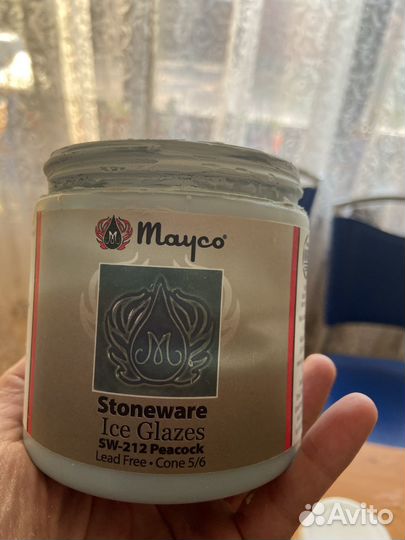 Mayco®
M
Stoneware
Ice Glazes
SW-212 Peacock
Lead Free • Cone 5/6
Avito